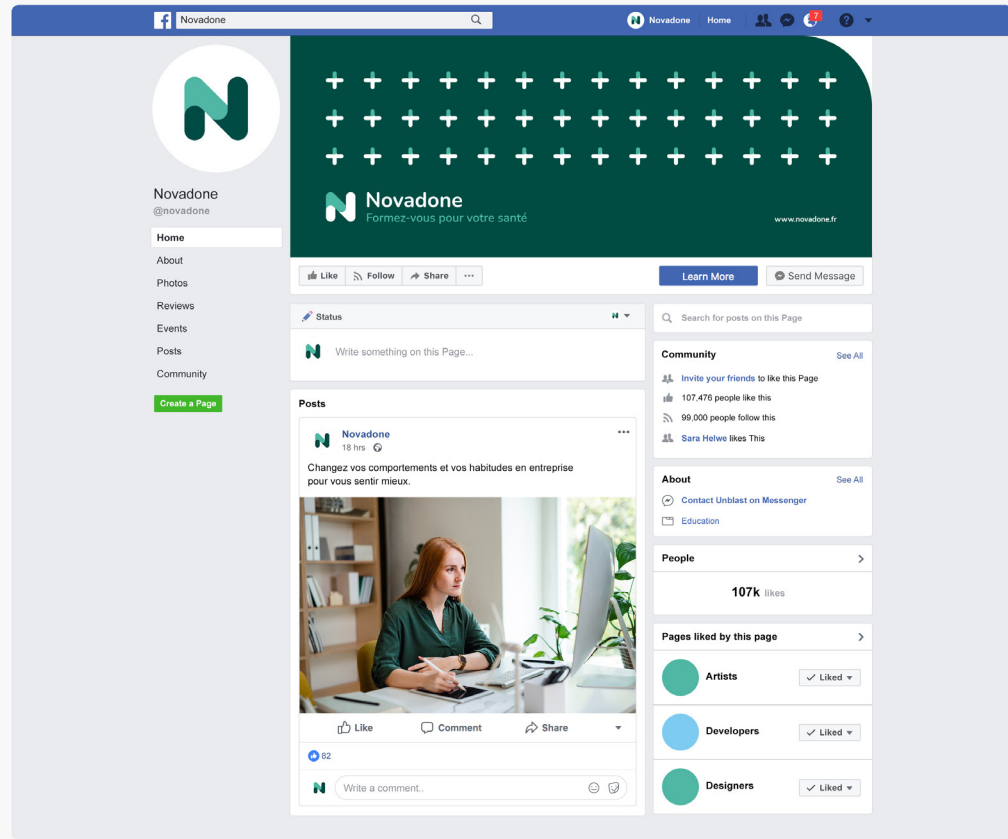 Novadone
Novadone
Home
7
Novadone
@novadone
Home
About
Photos
Reviews
Events
Posts
Community
Create a Page
Novadone
Formez-vous pour votre santé
www.novadone.fr
Like
Follow
Share
Learn More
Send Message
Status
Write something on this Page...
Posts
Novadone
18 hrs
Changez vos comportements et vos habitudes en entreprise
pour vous sentir mieux.
Like
Comment
Share
82
Write a comment..
Search for posts on this Page
Community
See All
Invite your friends to like this Page
107,476 people like this
99,000 people follow this
Sara Helwe likes This
About
See All
Contact Unblast on Messenger
Education
People
107k likes
Pages liked by this page
Artists
Liked
Developers
Liked
Designers
Liked